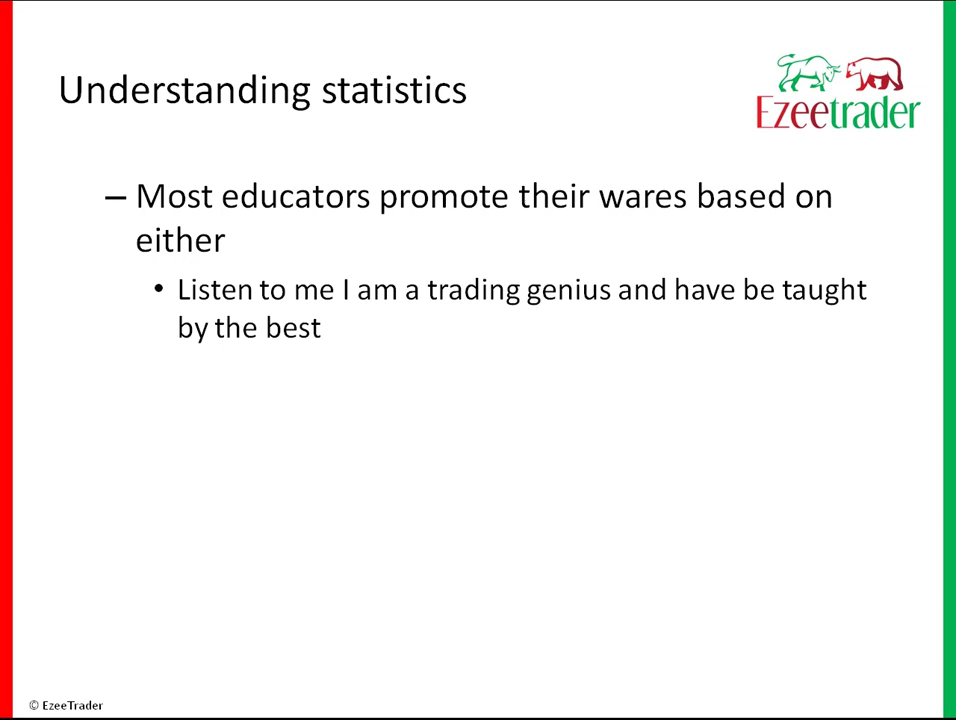 Understanding statistics
Ezeetrader
– Most educators promote their wares based on
either
• Listen to me I am a trading genius and have be taught
by the best
© EzeeTrader